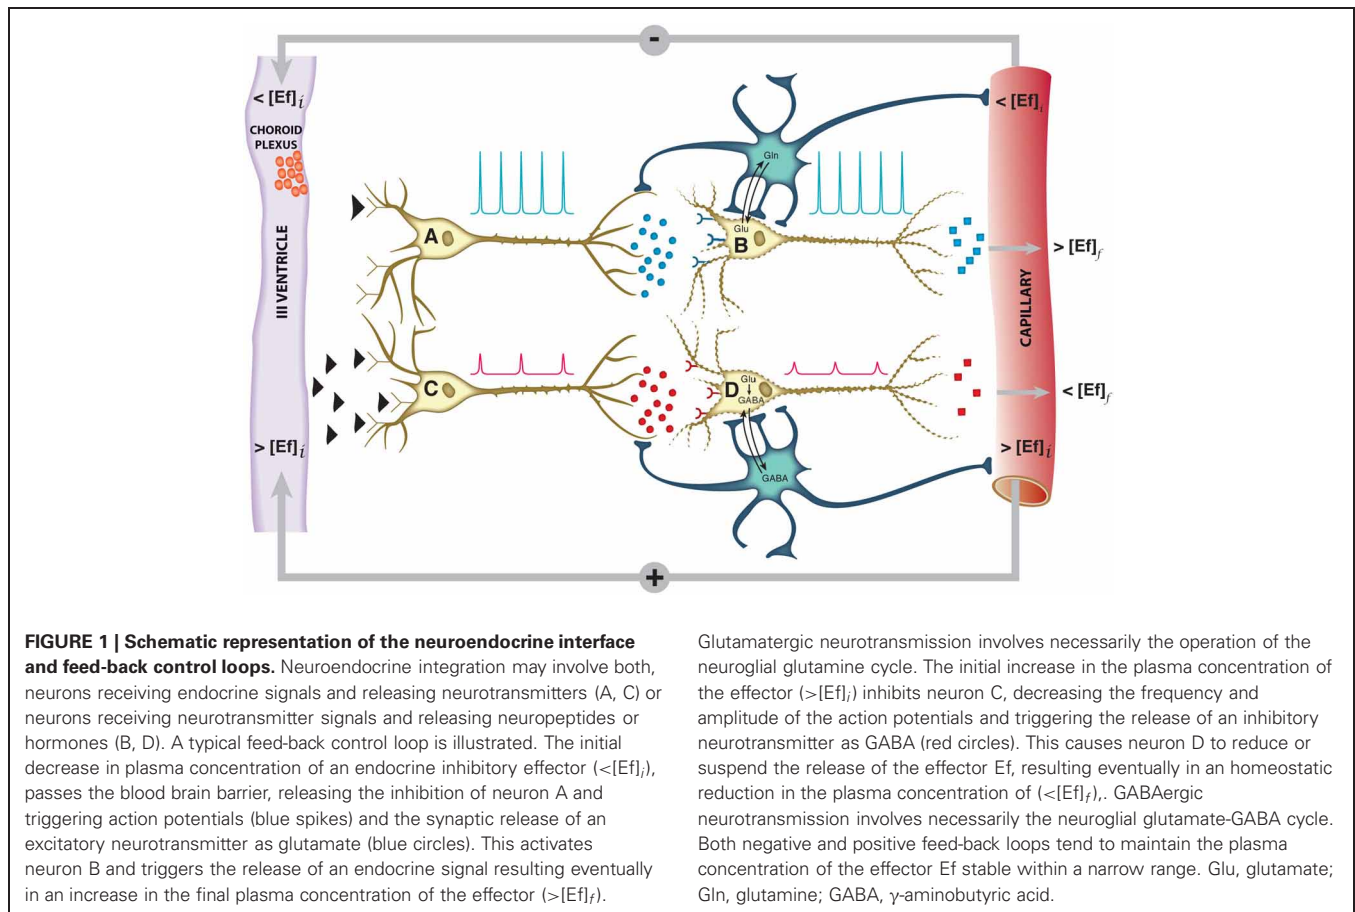 -
< [Ef]i
< [Ef]i
CHOROID
PLEXUS
Gln
III VENTRICLE
A
Glu
B
> [Ef]f
CAPILLARY
C
D
Glu
GABA
< [Ef]f
> [Ef]i
> [Ef]i
GABA
+
FIGURE 1 | Schematic representation of the neuroendocrine interface
and feed-back control loops. Neuroendocrine integration may involve both,
neurons receiving endocrine signals and releasing neurotransmitters (A, C) or
neurons receiving neurotransmitter signals and releasing neuropeptides or
hormones (B, D). A typical feed-back control loop is illustrated. The initial
decrease in plasma concentration of an endocrine inhibitory effector (<[Ef]i),
passes the blood brain barrier, releasing the inhibition of neuron A and
triggering action potentials (blue spikes) and the synaptic release of an
excitatory neurotransmitter as glutamate (blue circles). This activates
neuron B and triggers the release of an endocrine signal resulting eventually
in an increase in the final plasma concentration of the effector (>[Ef]f).
Glutamatergic neurotransmission involves necessarily the operation of the
neuroglial glutamine cycle. The initial increase in the plasma concentration of
the effector (>[Ef]i) inhibits neuron C, decreasing the frequency and
amplitude of the action potentials and triggering the release of an inhibitory
neurotransmitter as GABA (red circles). This causes neuron D to reduce or
suspend the release of the effector Ef, resulting eventually in an homeostatic
reduction in the plasma concentration of (<[Ef]f),. GABAergic
neurotransmission involves necessarily the neuroglial glutamate-GABA cycle.
Both negative and positive feed-back loops tend to maintain the plasma
concentration of the effector Ef stable within a narrow range. Glu, glutamate;
Gln, glutamine; GABA, γ-aminobutyric acid.